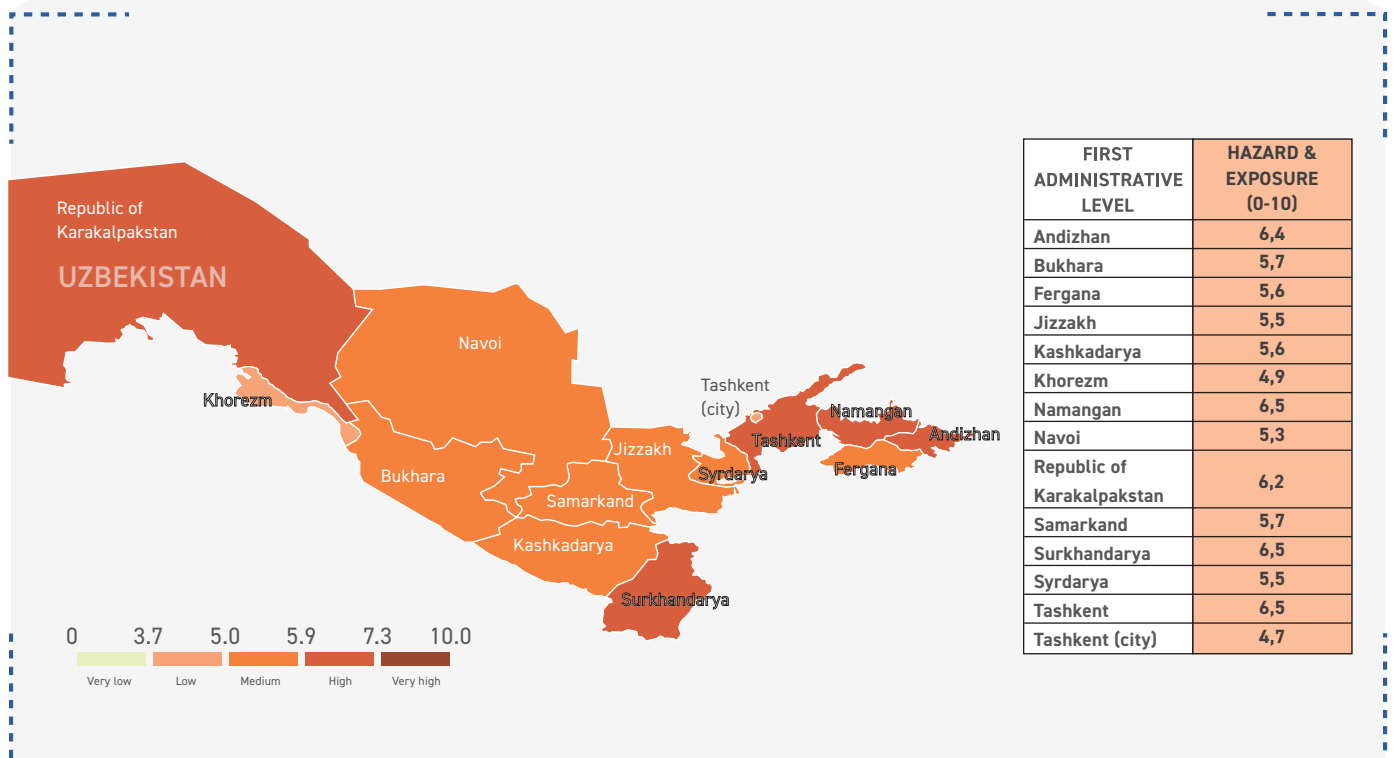 Republic of
Karakalpakstan
UZBEKISTAN
Navoi
Khorezm
Tashkent
(city)
Namangan
Tashkent
Andizhan
Jizzakh
Fergana
Bukhara
Syrdarya
Samarkand
Kashkadarya
Surkhandarya
0 3.7 5.0 5.9 7.3 10.0
Very low Low Medium High Very high
FIRST
ADMINISTRATIVE
LEVEL
HAZARD &
EXPOSURE
(0-10)
Andizhan 6,4
Bukhara 5,7
Fergana 5,6
Jizzakh 5,5
Kashkadarya 5,6
Khorezm 4,9
Namangan 6,5
Navoi 5,3
Republic of
Karakalpakstan 6,2
Samarkand 5,7
Surkhandarya 6,5
Syrdarya 5,5
Tashkent 6,5
Tashkent (city) 4,7